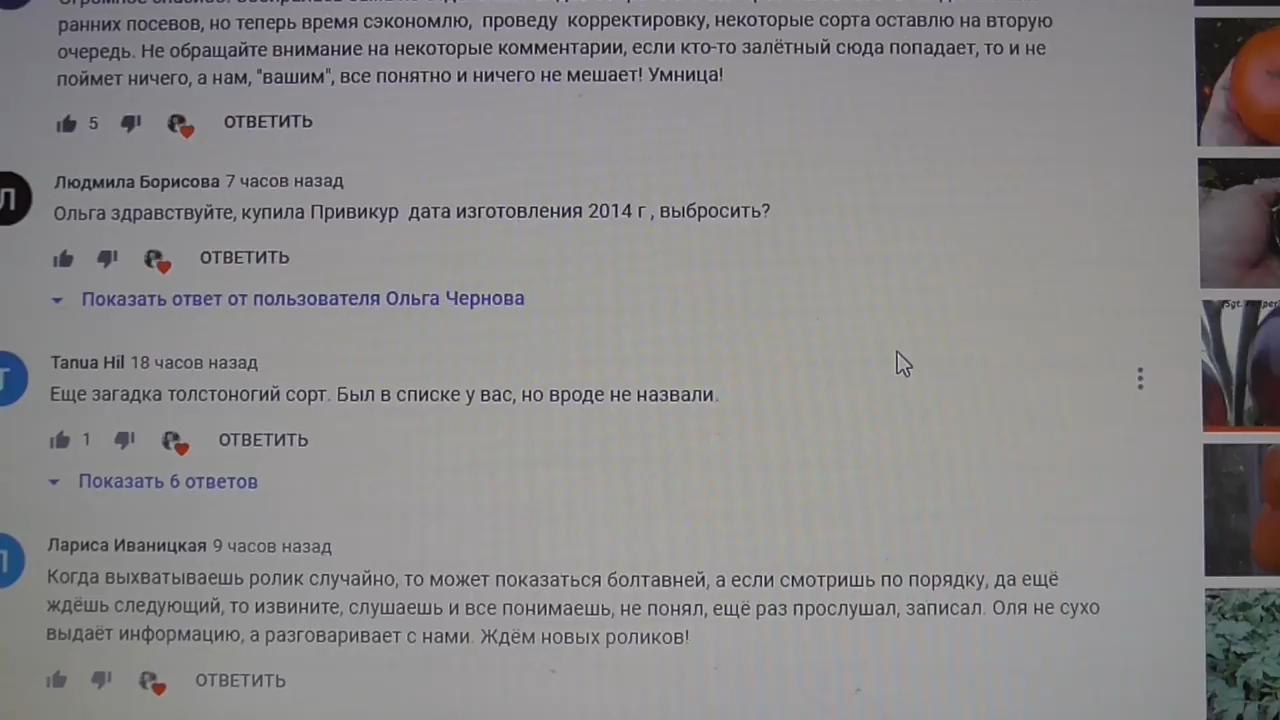 ранних посевов, но теперь время сэкономлю, проведу корректировку, некоторые сорта оставлю на вторую
очередь. Не обращайте внимание на некоторые комментарии, если кто-то залётный сюда попадает, то и не
поймет ничего, а нам, "вашим", все понятно и ничего не мешает! Умница!
5 ОТВЕТИТЬ
Людмила Борисова 7 часов назад
Ольга здравствуйте, купила Привикур дата изготовления 2014 г , выбросить?
ОТВЕТИТЬ
Показать ответ от пользователя Ольга Чернова
Tanua Hil 18 часов назад
Еще загадка толстоногий сорт. Был в списке у вас, но вроде не назвали.
1 ОТВЕТИТЬ
Показать 6 ответов
Лариса Иваницкая 9 часов назад
Когда выхватываешь ролик случайно, то может показаться болтавней, а если смотришь по порядку, да ещё
ждёшь следующий, то извините, слушаешь и все понимаешь, не понял, ещё раз прослушал, записал. Оля не сухо
выдаёт информацию, а разговаривает с нами. Ждём новых роликов!
ОТВЕТИТЬ